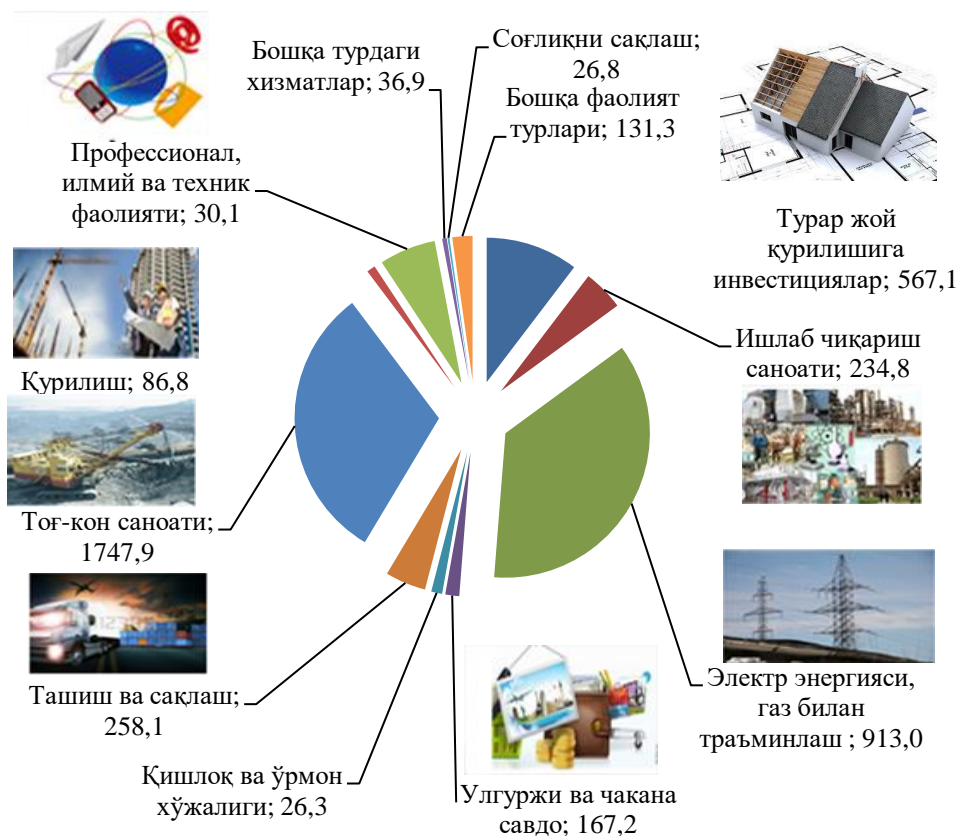 Бошқа турдаги
хизматлар; 36,9
Соғлиқни сақлаш;
26,8
Бошқа фаолият
турлари; 131,3
Профессионал,
илмий ва техник
фаолияти; 30,1
Турар жой
қурилишига
инвестициялар; 567,1
Ишлаб чиқариш
саноати; 234,8
Қурилиш; 86,8
Тоғ-кон саноати;
1747,9
Ташиш ва сақлаш;
258,1
Электр энергияси,
газ билан
траъминлаш ; 913,0
Қишлоқ ва ўрмон
хўжалиги; 26,3
Улгуржи ва чакана
савдо; 167,2